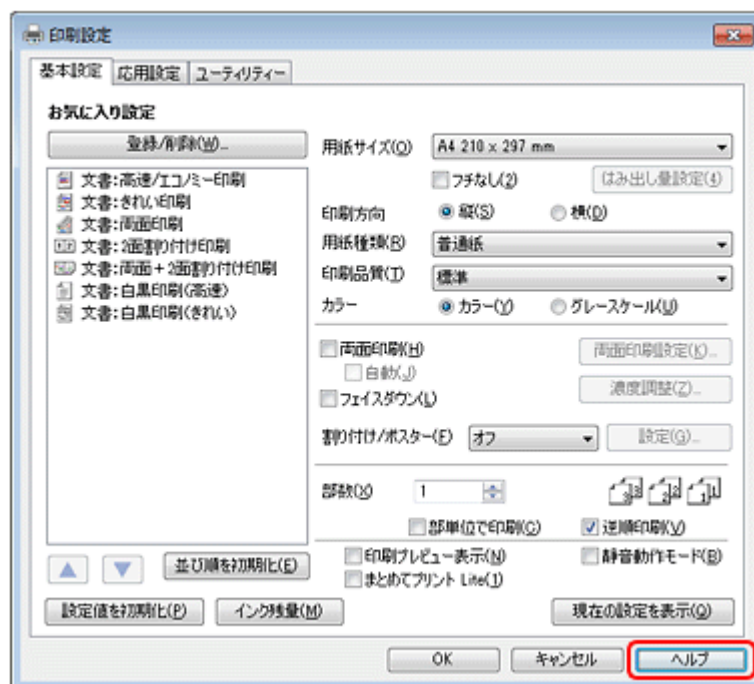 印刷設定
基本設定 応用設定 ユーティリティー
お気に入り設定
登録/削除(W)...
文書:高速/エコノミー印刷
文書:きれい印刷
文書:両面印刷
文書:2面割り付け印刷
文書:両面+2面割り付け印刷
文書:白黒印刷(高速)
文書:白黒印刷(きれい)
並び順を初期化(E)
用紙サイズ(O) A4 210 x 297 mm
フチなし(2) はみ出し量設定(4)
印刷方向 縦(S) 横(D)
用紙種類(R) 普通紙
印刷品質(T) 標準
カラー カラー(Y) グレースケール(U)
両面印刷(H) 両面印刷設定(K)...
自動(J)
濃度調整(Z)...
フェイスダウン(L)
割り付け/ポスター(F) オフ 設定(G)...
部数(X) 1 3 3 2 2 1 1
部単位で印刷(C) 逆順印刷(V)
印刷プレビュー表示(N) 静音動作モード(B)
まとめてプリント Lite(1)
設定値を初期化(P) インク残量(M) 現在の設定を表示(Q)
OK キャンセル ヘルプ